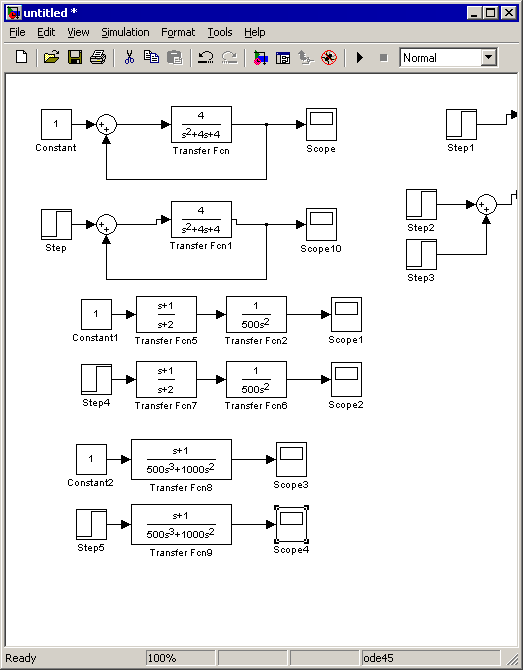 untitled *
File Edit View Simulation Format Tools Help
Normal
1
Constant
++
4
s²+4s+4
Transfer Fcn
Scope
Step1
Step
++
4
s²+4s+4
Transfer Fcn1
Scope10
Step2
++
Step3
1
Constant1
s+1
s+2
Transfer Fcn5
1
500s²
Transfer Fcn2
Scope1
Step4
s+1
s+2
Transfer Fcn7
1
500s²
Transfer Fcn6
Scope2
1
Constant2
s+1
500s³+1000s²
Transfer Fcn8
Scope3
Step5
s+1
500s³+1000s²
Transfer Fcn9
Scope4
Ready 100% ode45